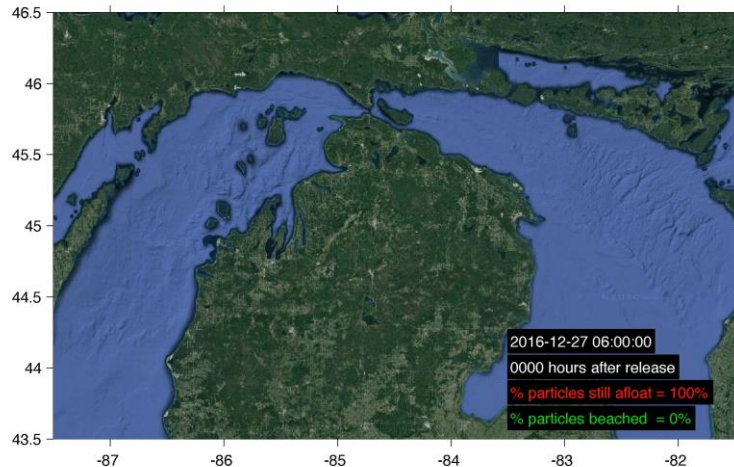 46.5
46
45.5
45
44.5
44
43.5
2016-12-27 06:00:00
0000 hours after release
% particles still afloat = 100%
% particles beached = 0%
-87 -86 -85 -84 -83 -82